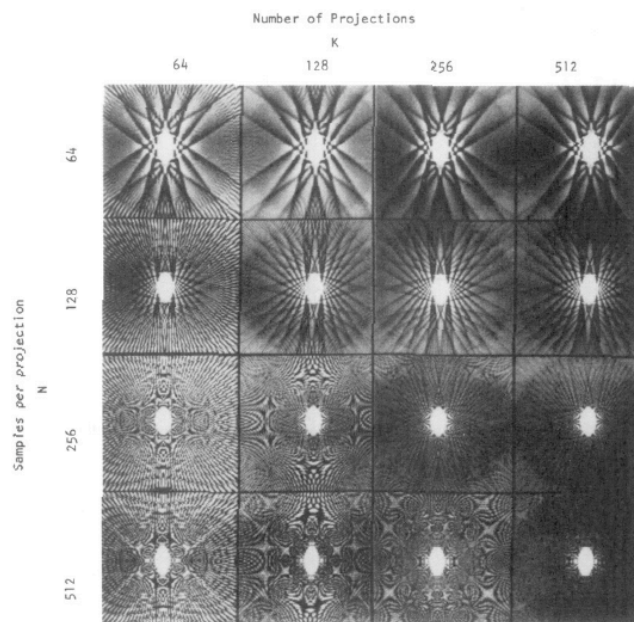 Number of Projections
K
64 128 256 512
64
128
Samples per projection
N
256
512